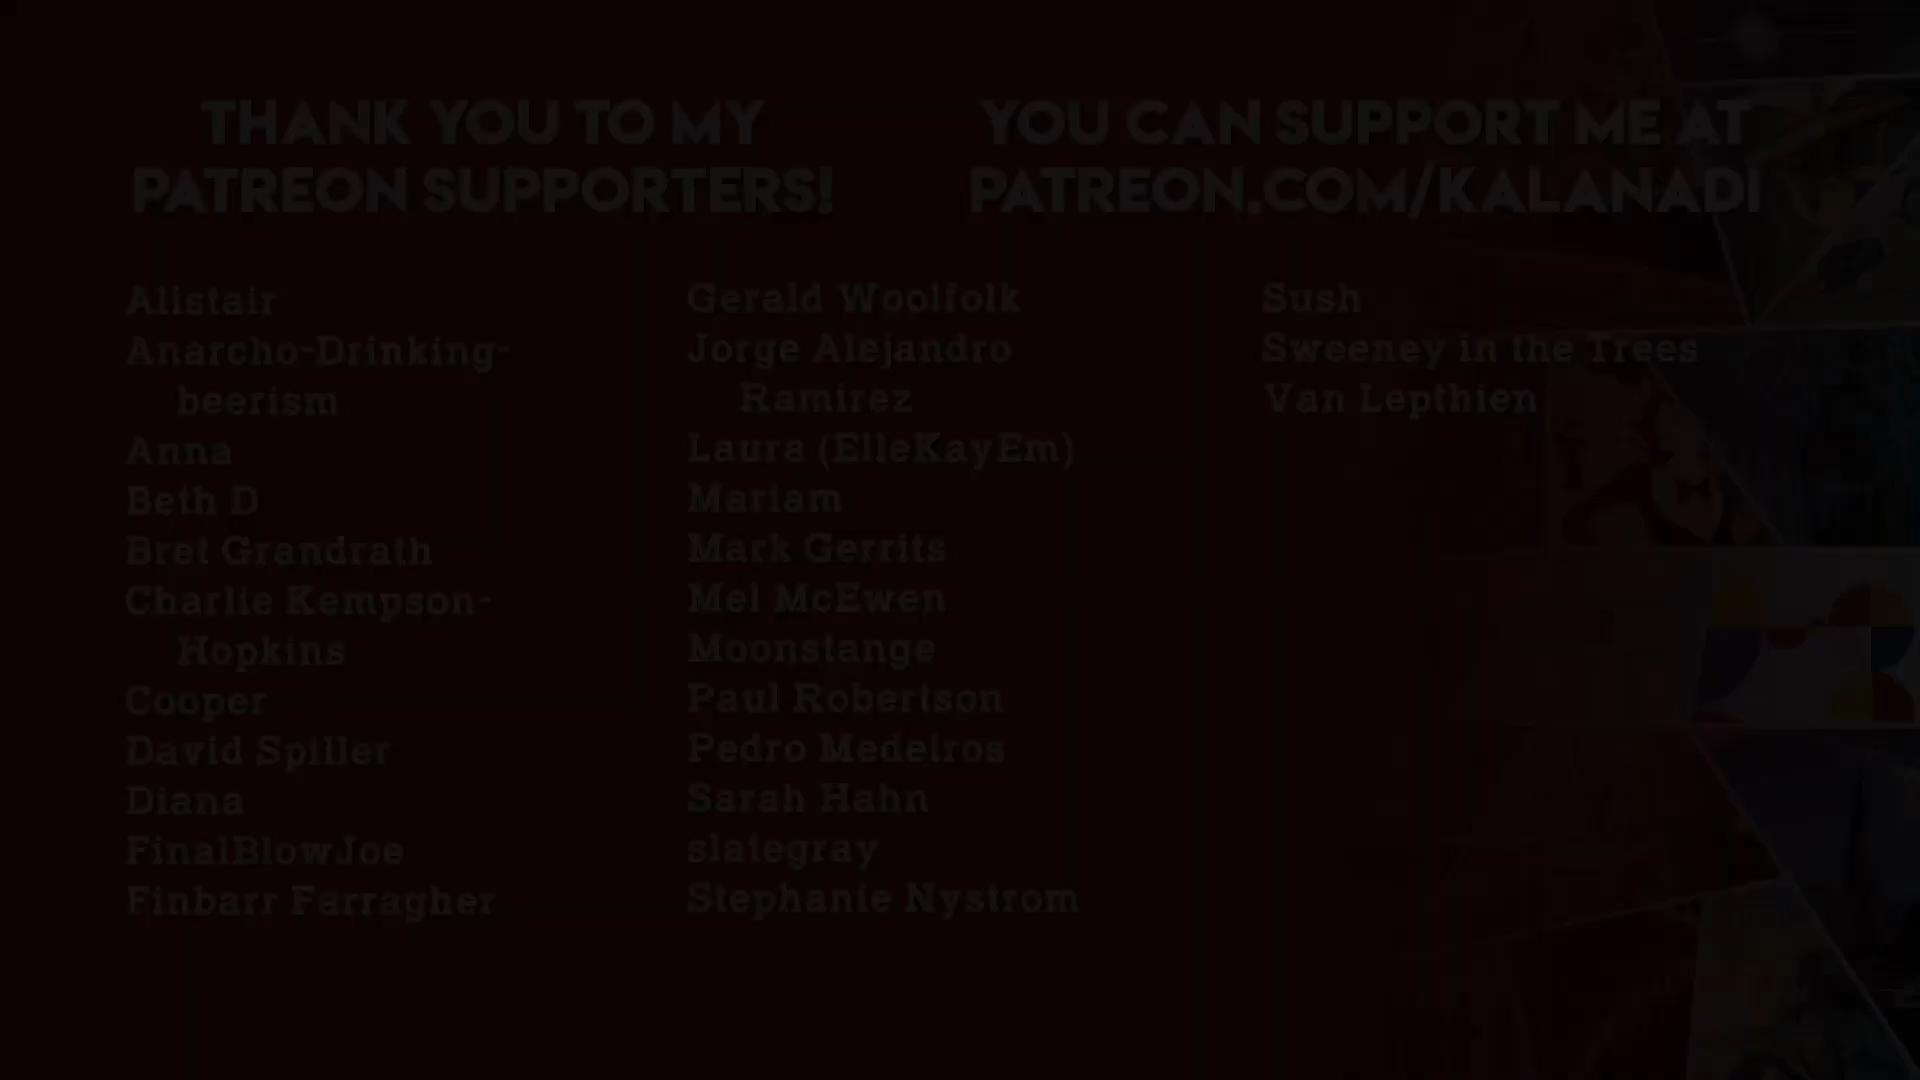 THANK YOU TO MY
PATREON SUPPORTERS!
YOU CAN SUPPORT ME AT
PATREON.COM/KALANADI
Alistair
Anarcho-Drinking-
beerism
Anna
Beth D
Bret Grandrath
Charlie Kempson-
Hopkins
Cooper
David Spiller
Diana
FinalBlowJoe
Finbarr Farragher
Gerald Woolfolk
Jorge Alejandro
Ramirez
Laura (ElleKayEm)
Mariam
Mark Gerrits
Mel McEwen
Moonstange
Paul Robertson
Pedro Medeiros
Sarah Hahn
slategray
Stephanie Nystrom
Sush
Sweeney in the Trees
Van Lepthien